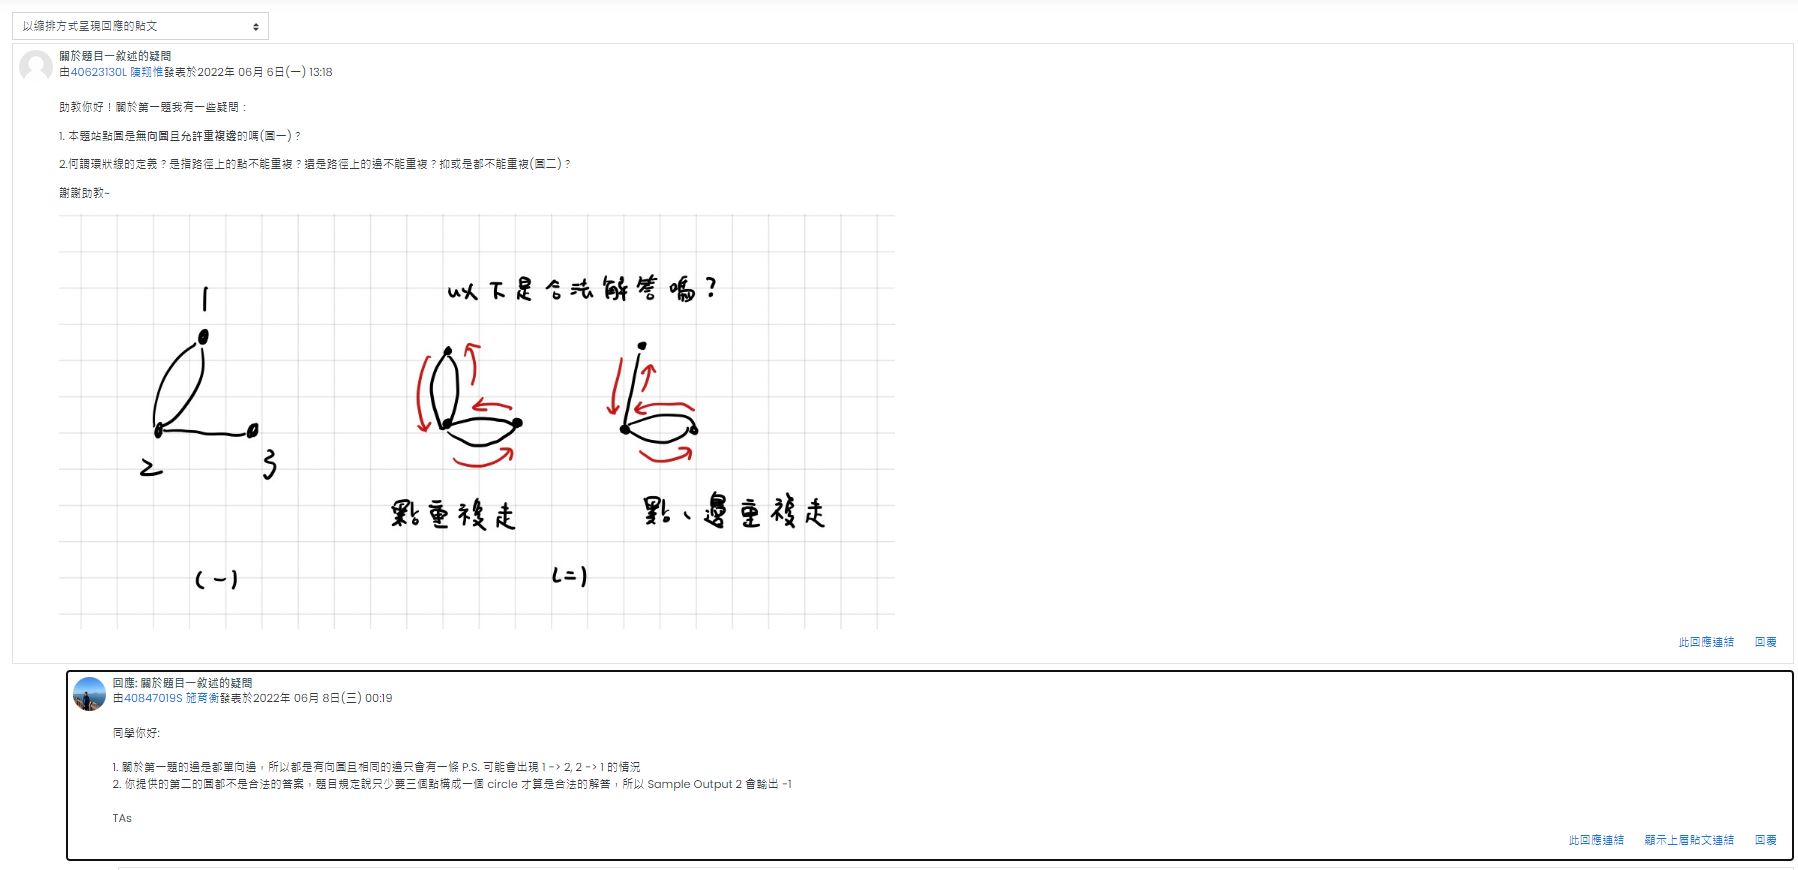 以縮排方式呈現回應的貼文
關於題目一敘述的疑問
由40623130L 陳翔惟發表於2022年 06月 6日(一) 13:18
助教你好！關於第一題我有一些疑問：
1. 本題站點圖是無向圖且允許重複邊的嗎(圖一)？
2.何謂環狀線的定義？是指路徑上的點不能重複？還是路徑上的邊不能重複？抑或是都不能重複(圖二)？
謝謝助教~
以下是合法解答嗎?
1
2
3
點重複走
點、邊重複走
(一)
(二)
此回應連結 回覆
回應: 關於題目一敘述的疑問
由40847019S 施育衡發表於2022年 06月 8日(三) 00:19
同學你好:
1. 關於第一題的邊是都單向邊，所以都是有向圖且相同的邊只會有一條 P.S. 可能會出現 1 -> 2, 2 -> 1 的情況
2. 你提供的第二的圖都不是合法的答案，題目規定說只少要三個點構成一個 circle 才算是合法的解答，所以 Sample Output 2 會輸出 -1
TAs
此回應連結 顯示上層貼文連結 回覆